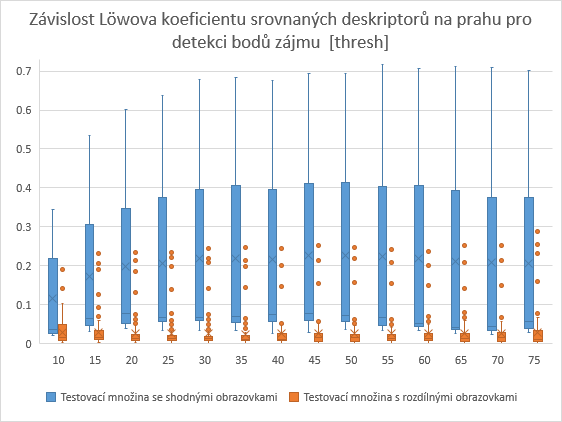 Závislost Löwova koeficientu srovnaných deskriptorů na prahu pro
detekci bodů zájmu [thresh]
0.7
0.6
0.5
0.4
0.3
0.2
0.1
0
10 15 20 25 30 35 40 45 50 55 60 65 70 75
Testovací množina se shodnými obrazovkami Testovací množina s rozdílnými obrazovkami